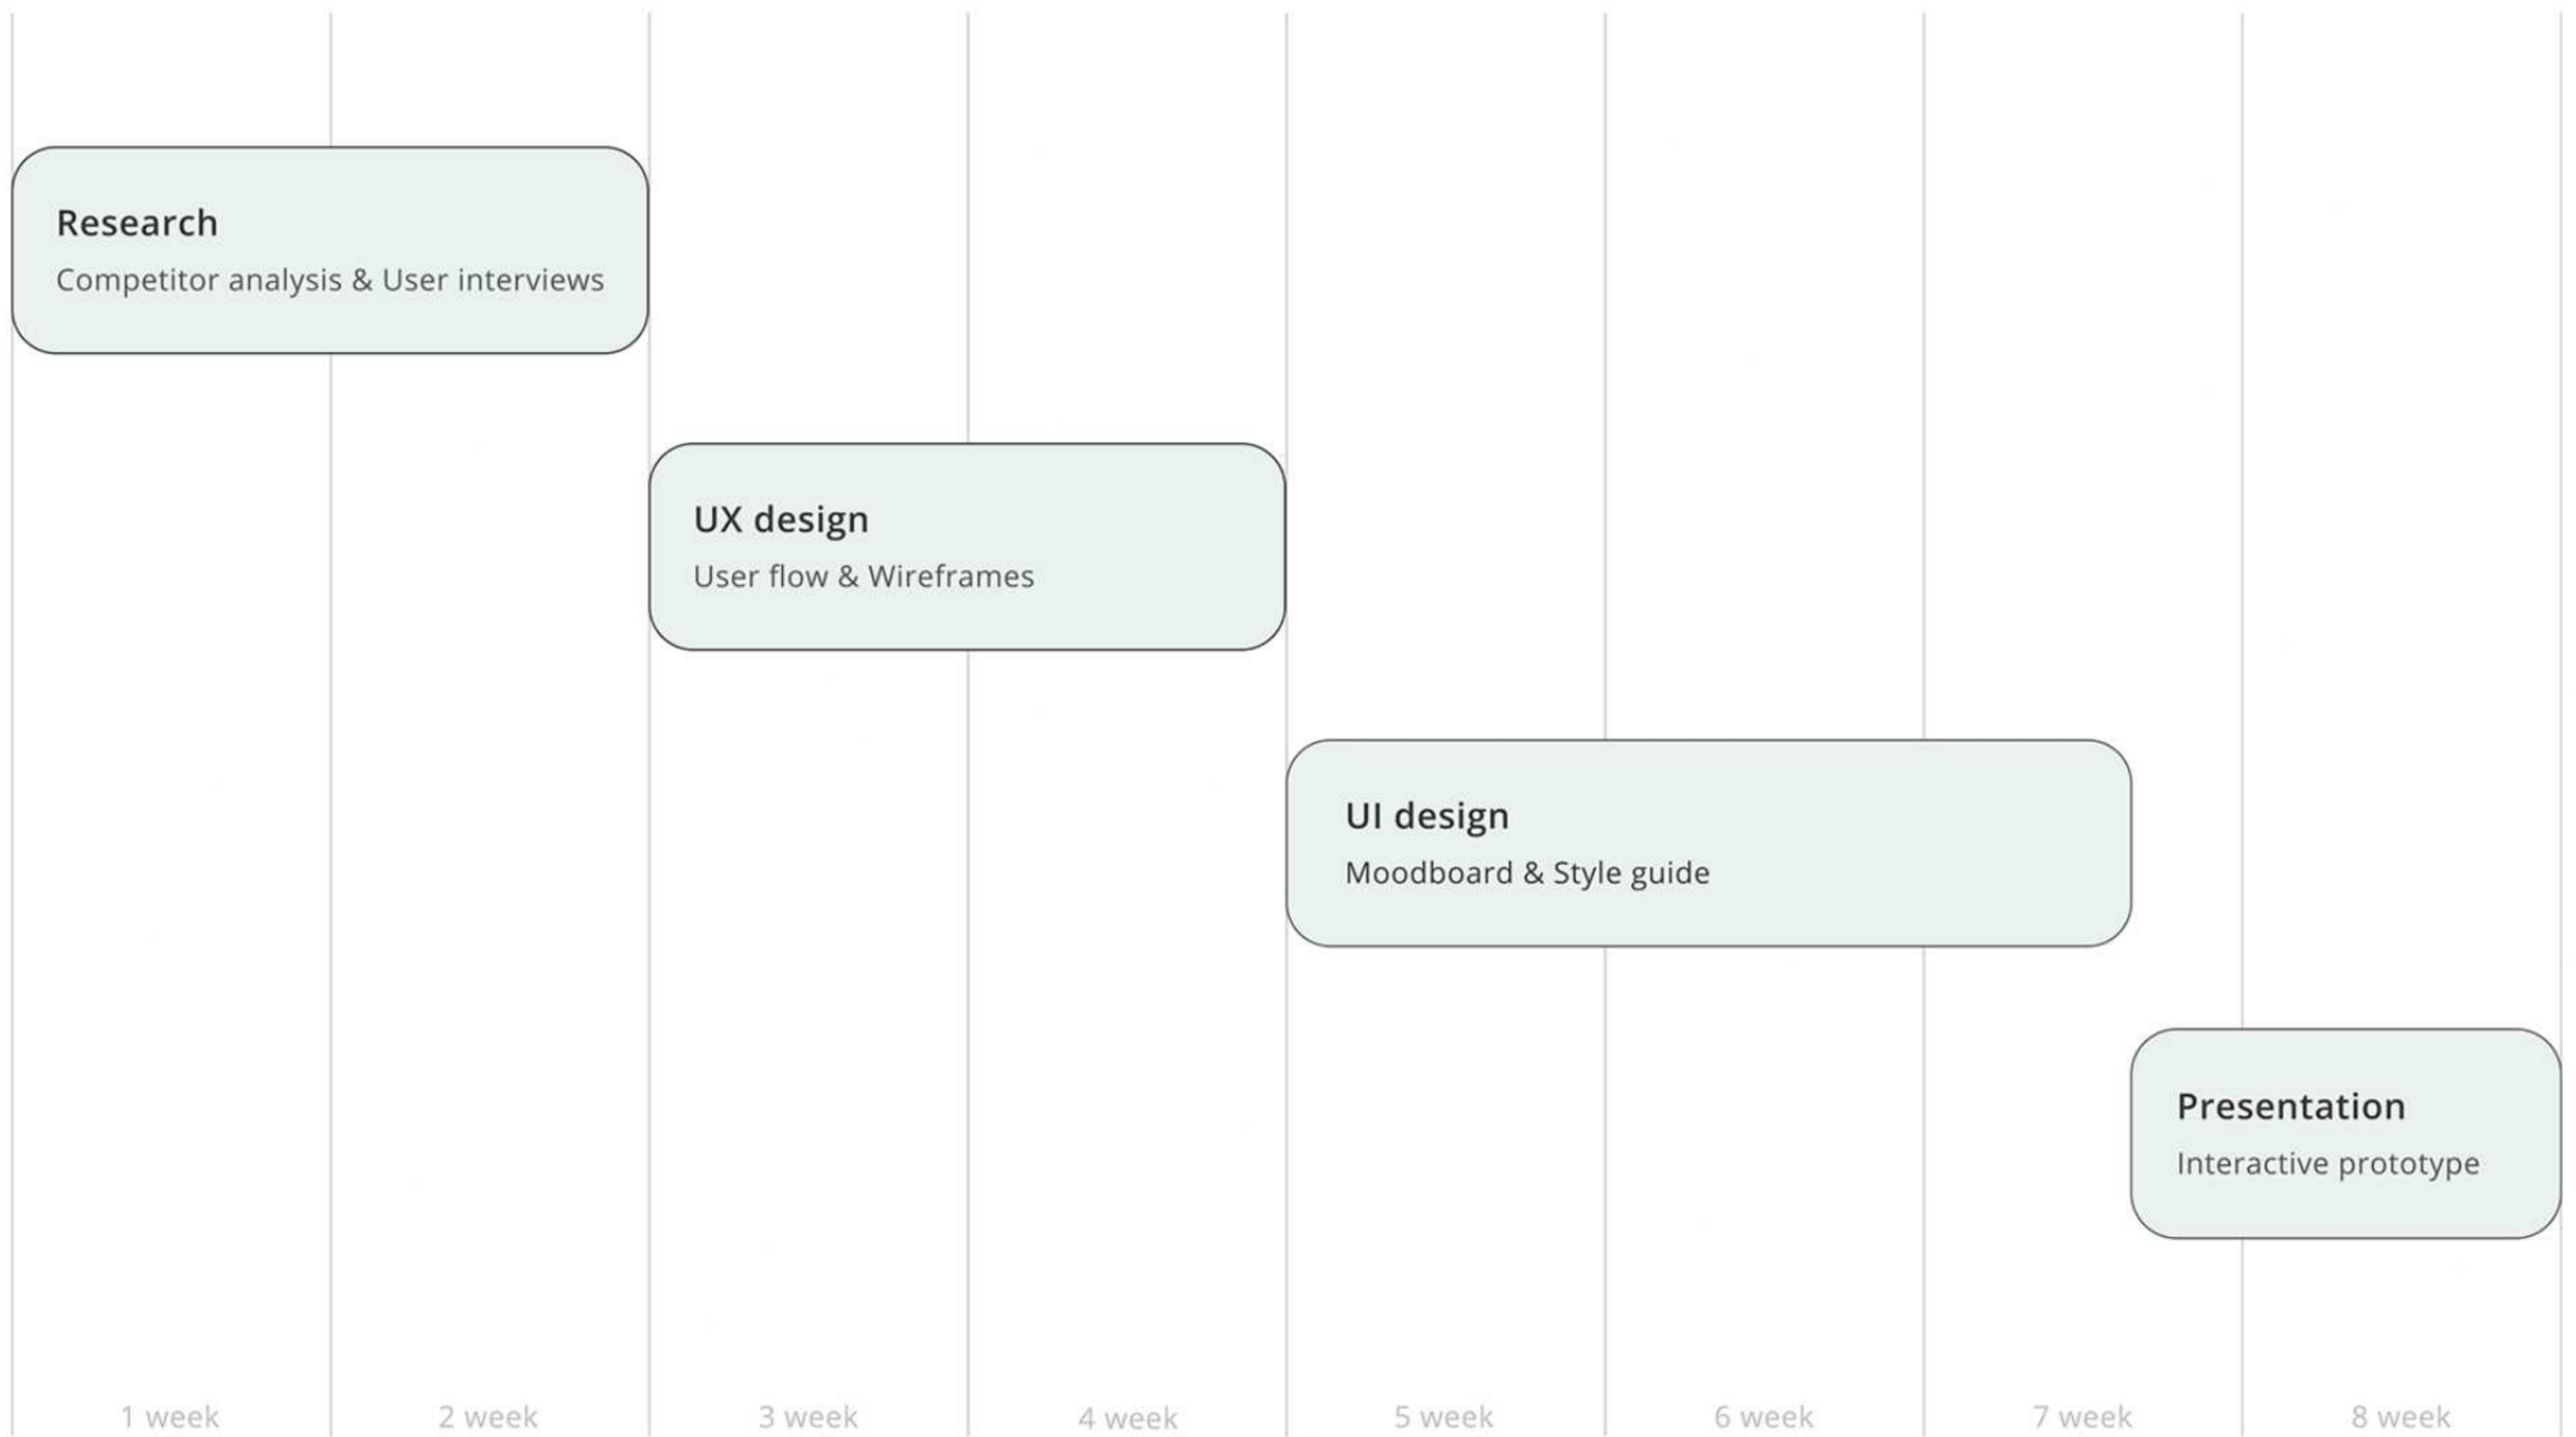 Research
Competitor analysis & User interviews
UX design
User flow & Wireframes
UI design
Moodboard & Style guide
Presentation
Interactive prototype
1 week
2 week
3 week
4 week
5 week
6 week
7 week
8 week